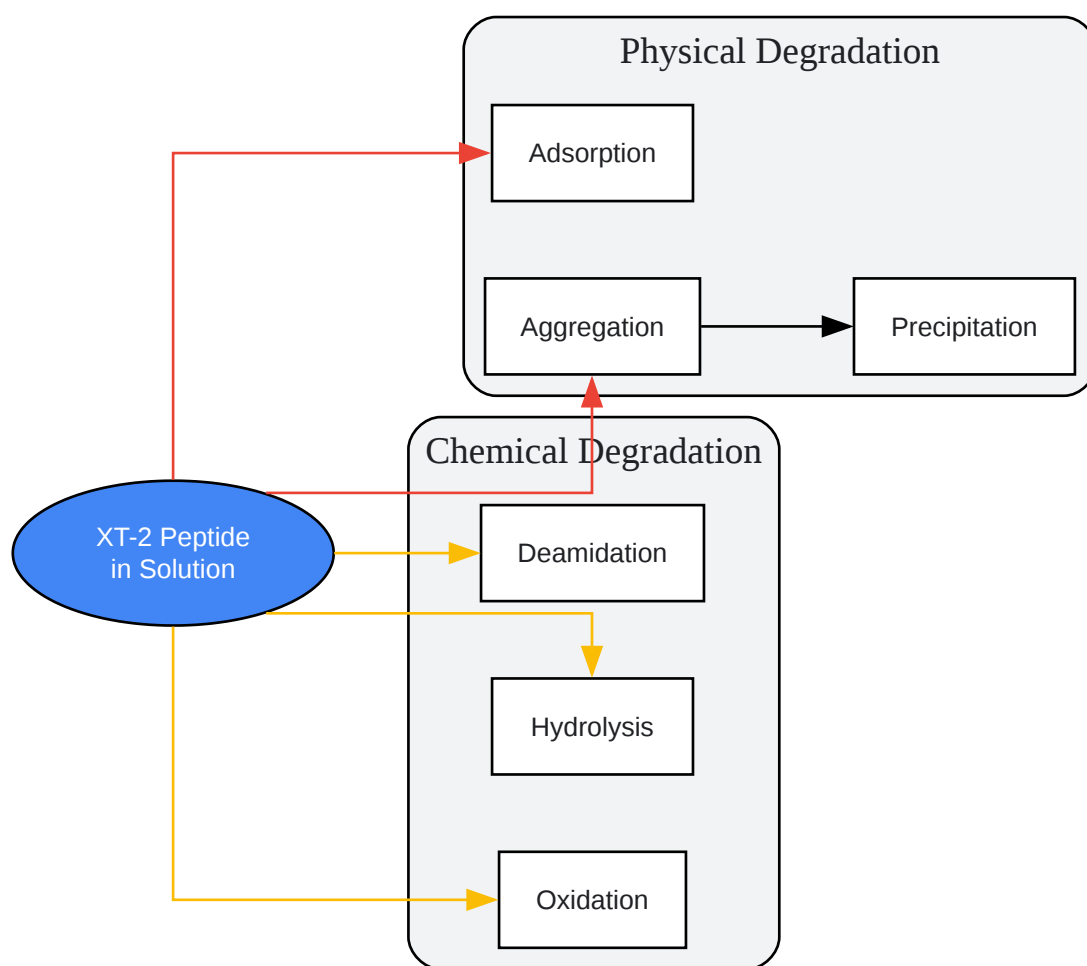 Physical Degradation
Adsorption
Aggregation
Precipitation
Chemical Degradation
XT-2 Peptide
in Solution
Deamidation
Hydrolysis
Oxidation